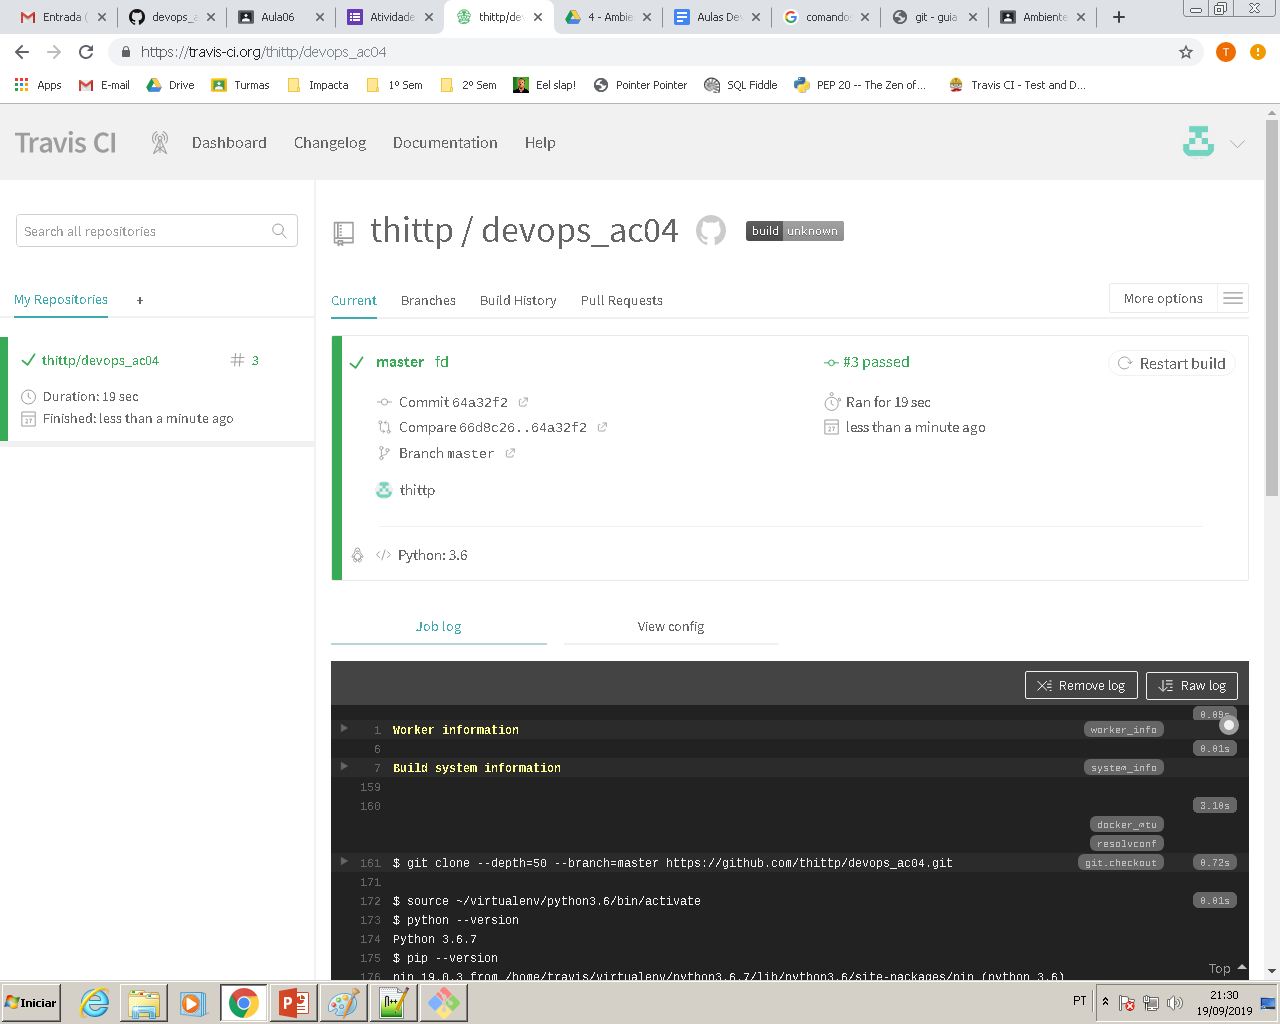 Entrada (
devops_a
Aula06
Atividade
thittp/dev
4 - Ambie
Aulas De
comandos
git - guia
Ambiente
https://travis-ci.org/thittp/devops_ac04
T
Apps
E-mail
Drive
Turmas
Impacta
1º Sem
2º Sem
Eel slap!
Pointer Pointer
SQL Fiddle
PEP 20 -- The Zen of...
Travis CI - Test and D...
Travis CI
Dashboard
Changelog
Documentation
Help
Search all repositories
thittp / devops_ac04
build unknown
My Repositories
+
Current
Branches
Build History
Pull Requests
More options
thittp/devops_ac04
# 3
Duration: 19 sec
Finished: less than a minute ago
master fd
#3 passed
Restart build
Commit 64a32f2
Ran for 19 sec
Compare 66d8c26..64a32f2
less than a minute ago
Branch master
thittp
Python: 3.6
Job log
View config
Remove log
Raw log
0.09s
1 Worker information worker_info
6 0.01s
7 Build system information system_info
159
160 3.10s
docker_mtu
resolvconf
161 $ git clone --depth=50 --branch=master https://github.com/thittp/devops_ac04.git git.checkout 0.72s
171
172 $ source ~/virtualenv/python3.6/bin/activate 0.01s
173 $ python --version
174 Python 3.6.7
175 $ pip --version
176 pip 19.0.3 from /home/travis/virtualenv/python3.6.7/lib/python3.6/site-packages/pip (python 3.6)
Top
Iniciar
PT
21:30
19/09/2019